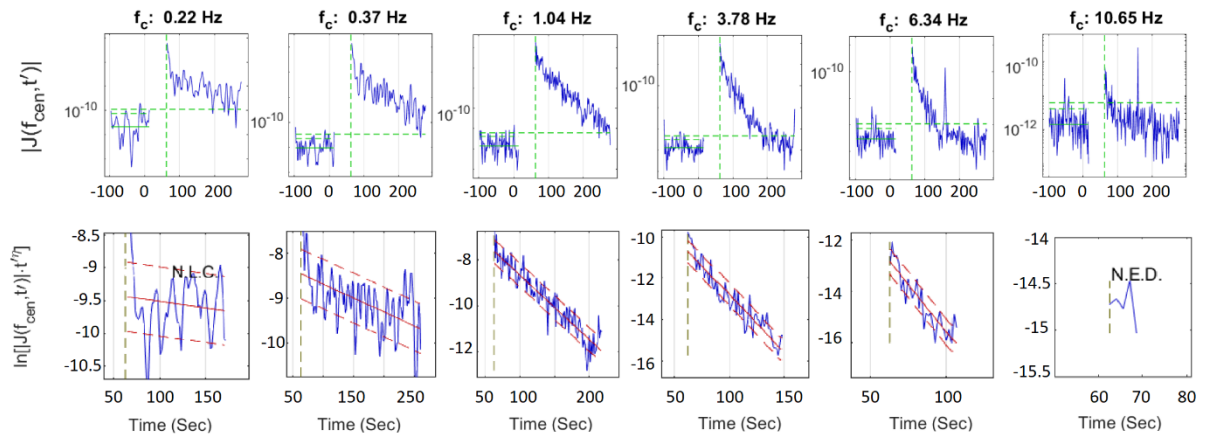 f_c: 0.22 Hz f_c: 0.37 Hz f_c: 1.04 Hz f_c: 3.78 Hz f_c: 6.34 Hz f_c: 10.65 Hz
|J(f_cen,t')|
10^-10 10^-10 10^-10 10^-10 10^-10 10^-10
10^-12
-100 0 100 200 -100 0 100 200 -100 0 100 200 -100 0 100 200 -100 0 100 200 -100 0 100 200
ln[|J(f_cen,t')|·t'^η]
-8.5 -9 -9.5 -10 -10.5
N.L.C.
-8 -9 -10
-8 -10 -12
-10 -12 -14 -16
-12 -14 -16
-14 -14.5 -15 -15.5
N.E.D.
50 100 150 200 50 100 150 200 250 50 100 150 200 50 100 150 50 100 150 50 60 70 80
Time (Sec) Time (Sec) Time (Sec) Time (Sec) Time (Sec) Time (Sec)